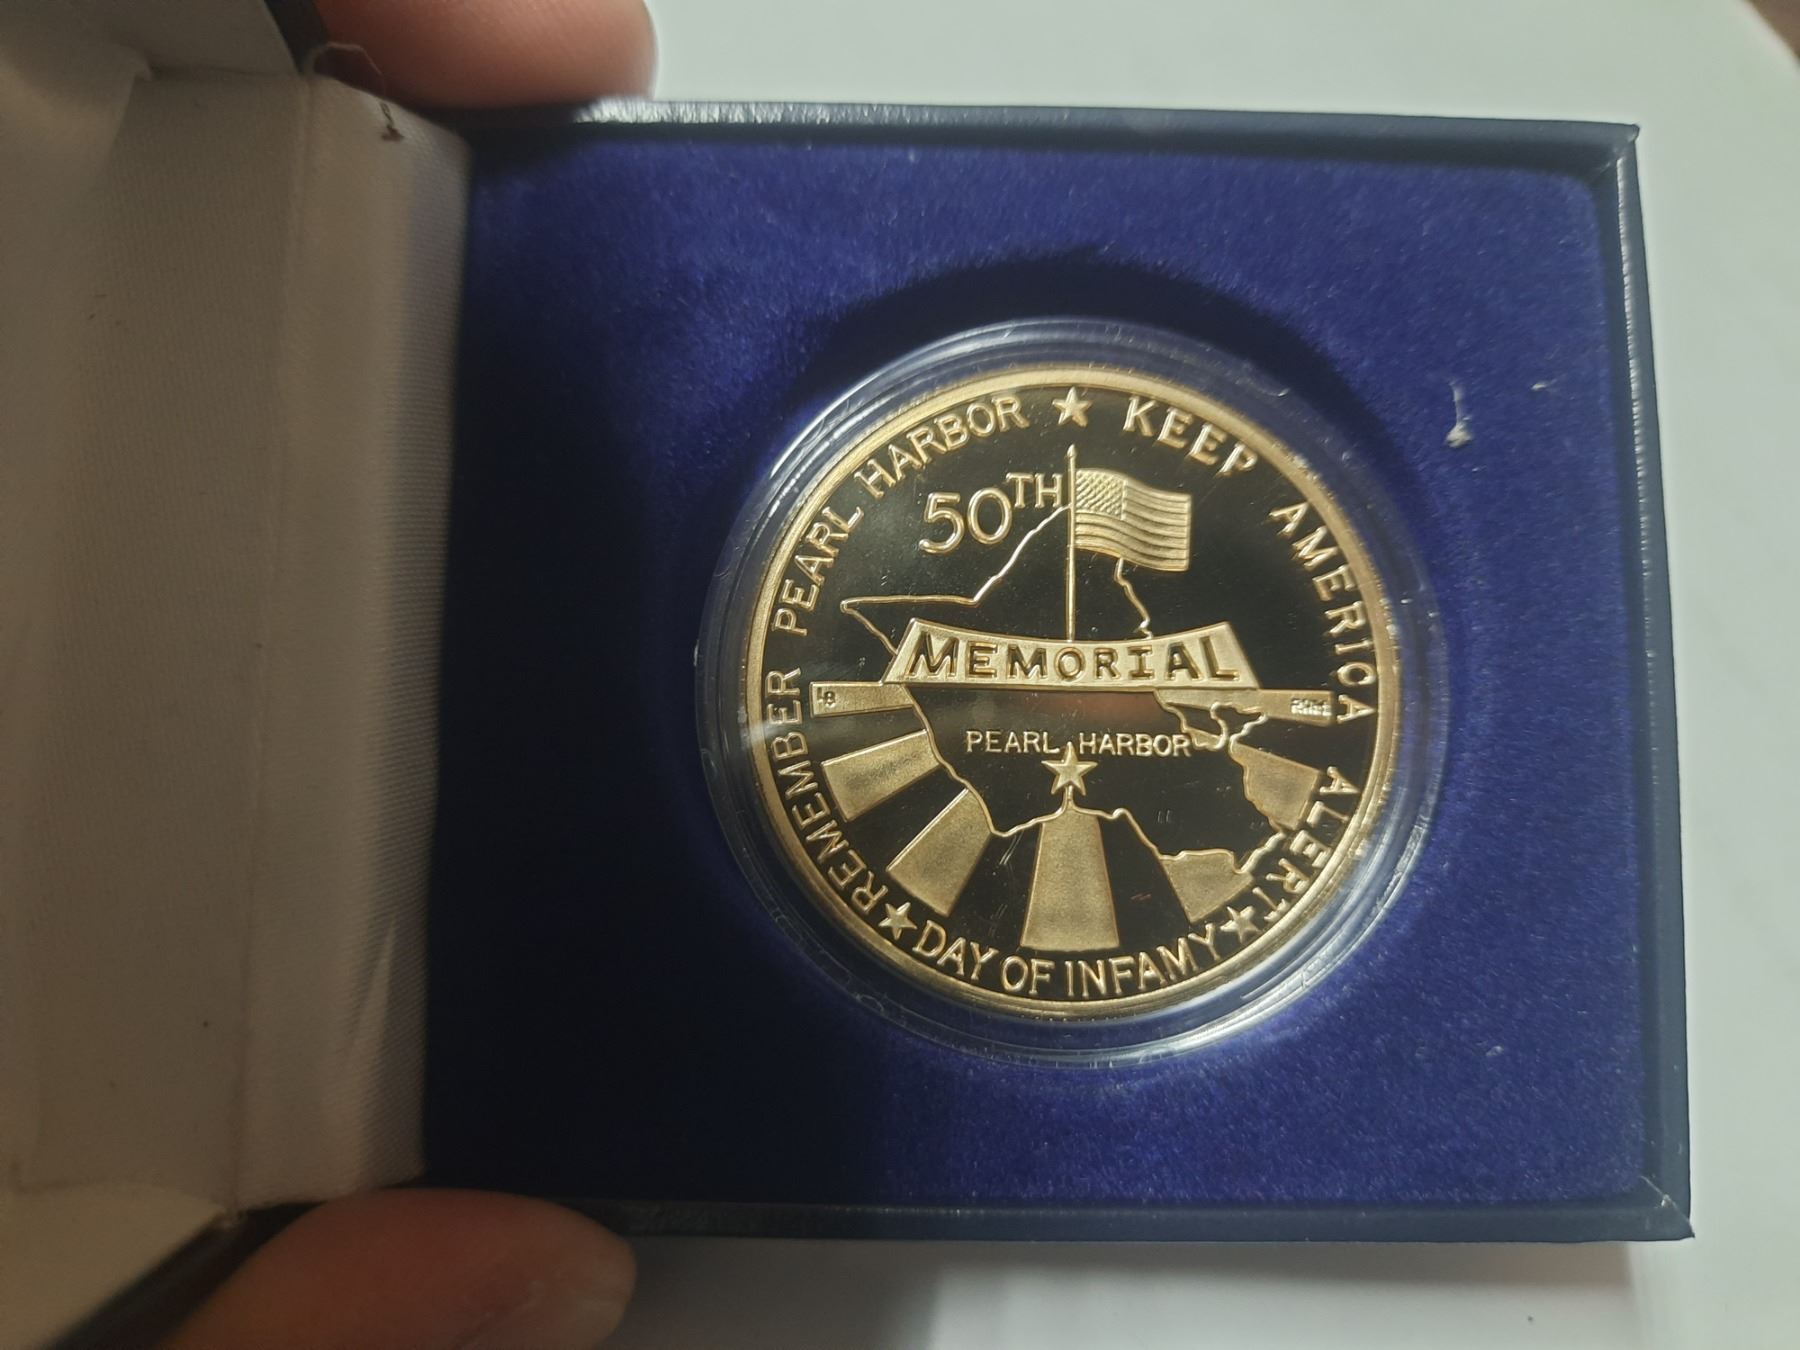 REMEMBER PEARL HARBOR ★ KEEP AMERICA ALERT
50TH
MEMORIAL
PEARL HARBOR
★ DAY OF INFAMY ★